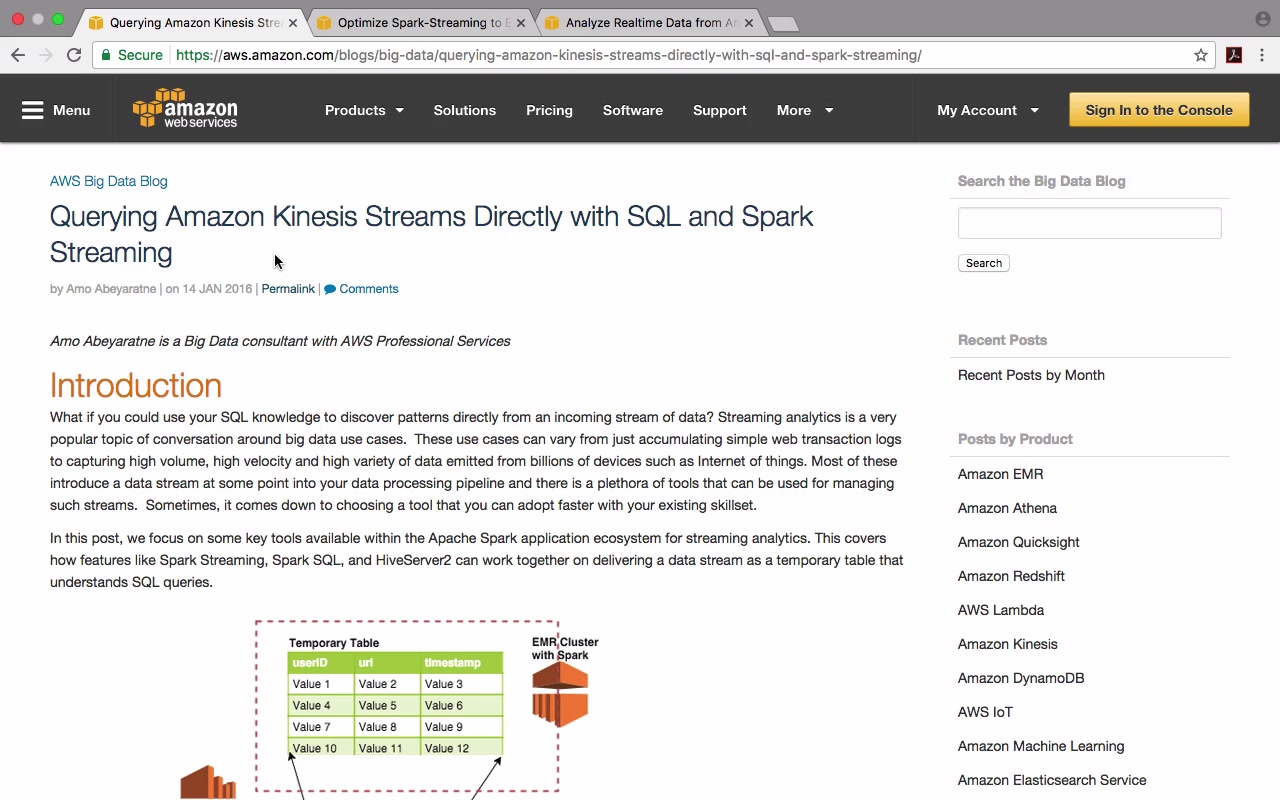 Querying Amazon Kinesis Stre
Optimize Spark-Streaming to E
Analyze Realtime Data from Am
Secure
https://aws.amazon.com/blogs/big-data/querying-amazon-kinesis-streams-directly-with-sql-and-spark-streaming/
Menu
amazon
web services
Products
Solutions
Pricing
Software
Support
More
My Account
Sign In to the Console
AWS Big Data Blog
Querying Amazon Kinesis Streams Directly with SQL and Spark
Streaming
by Amo Abeyaratne | on 14 JAN 2016 | Permalink | Comments
Amo Abeyaratne is a Big Data consultant with AWS Professional Services
Introduction
What if you could use your SQL knowledge to discover patterns directly from an incoming stream of data? Streaming analytics is a very
popular topic of conversation around big data use cases.  These use cases can vary from just accumulating simple web transaction logs
to capturing high volume, high velocity and high variety of data emitted from billions of devices such as Internet of things. Most of these
introduce a data stream at some point into your data processing pipeline and there is a plethora of tools that can be used for managing
such streams.  Sometimes, it comes down to choosing a tool that you can adopt faster with your existing skillset.
In this post, we focus on some key tools available within the Apache Spark application ecosystem for streaming analytics. This covers
how features like Spark Streaming, Spark SQL, and HiveServer2 can work together on delivering a data stream as a temporary table that
understands SQL queries.
Temporary Table
userID url timestamp
Value 1 Value 2 Value 3
Value 4 Value 5 Value 6
Value 7 Value 8 Value 9
Value 10 Value 11 Value 12
EMR Cluster
with Spark
Search the Big Data Blog
Search
Recent Posts
Recent Posts by Month
Posts by Product
Amazon EMR
Amazon Athena
Amazon Quicksight
Amazon Redshift
AWS Lambda
Amazon Kinesis
Amazon DynamoDB
AWS IoT
Amazon Machine Learning
Amazon Elasticsearch Service